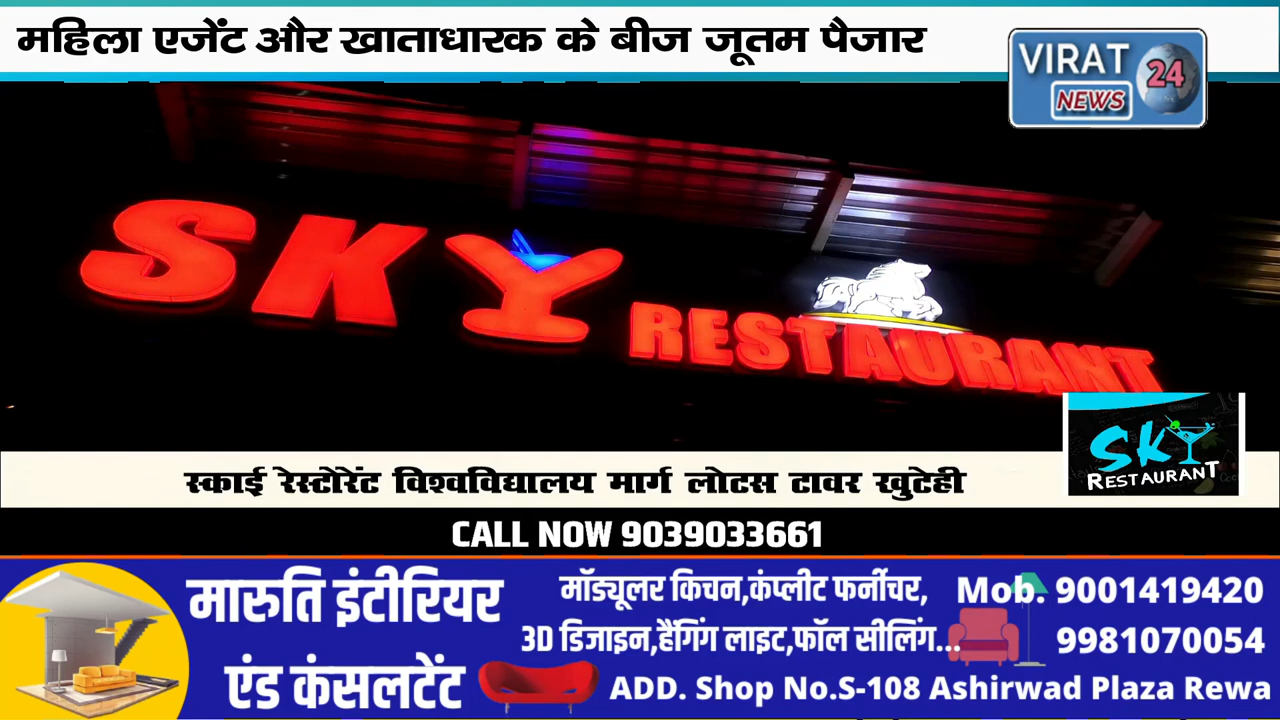 महिला एजेंट और खाताधारक के बीज जूतम पैजार
VIRAT
24
NEWS
SKY RESTAURANT
SKY
RESTAURANT
स्काई रेस्टोरेंट विश्वविद्यालय मार्ग लोटस टावर खुटेही
CALL NOW 9039033661
मारुति इंटीरियर
एंड कंसलटेंट
मॉड्यूलर किचन,कंप्लीट फर्नीचर,
3D डिजाइन,हैंगिंग लाइट,फॉल सीलिंग...
Mob. 9001419420
9981070054
ADD. Shop No.S-108 Ashirwad Plaza Rewa